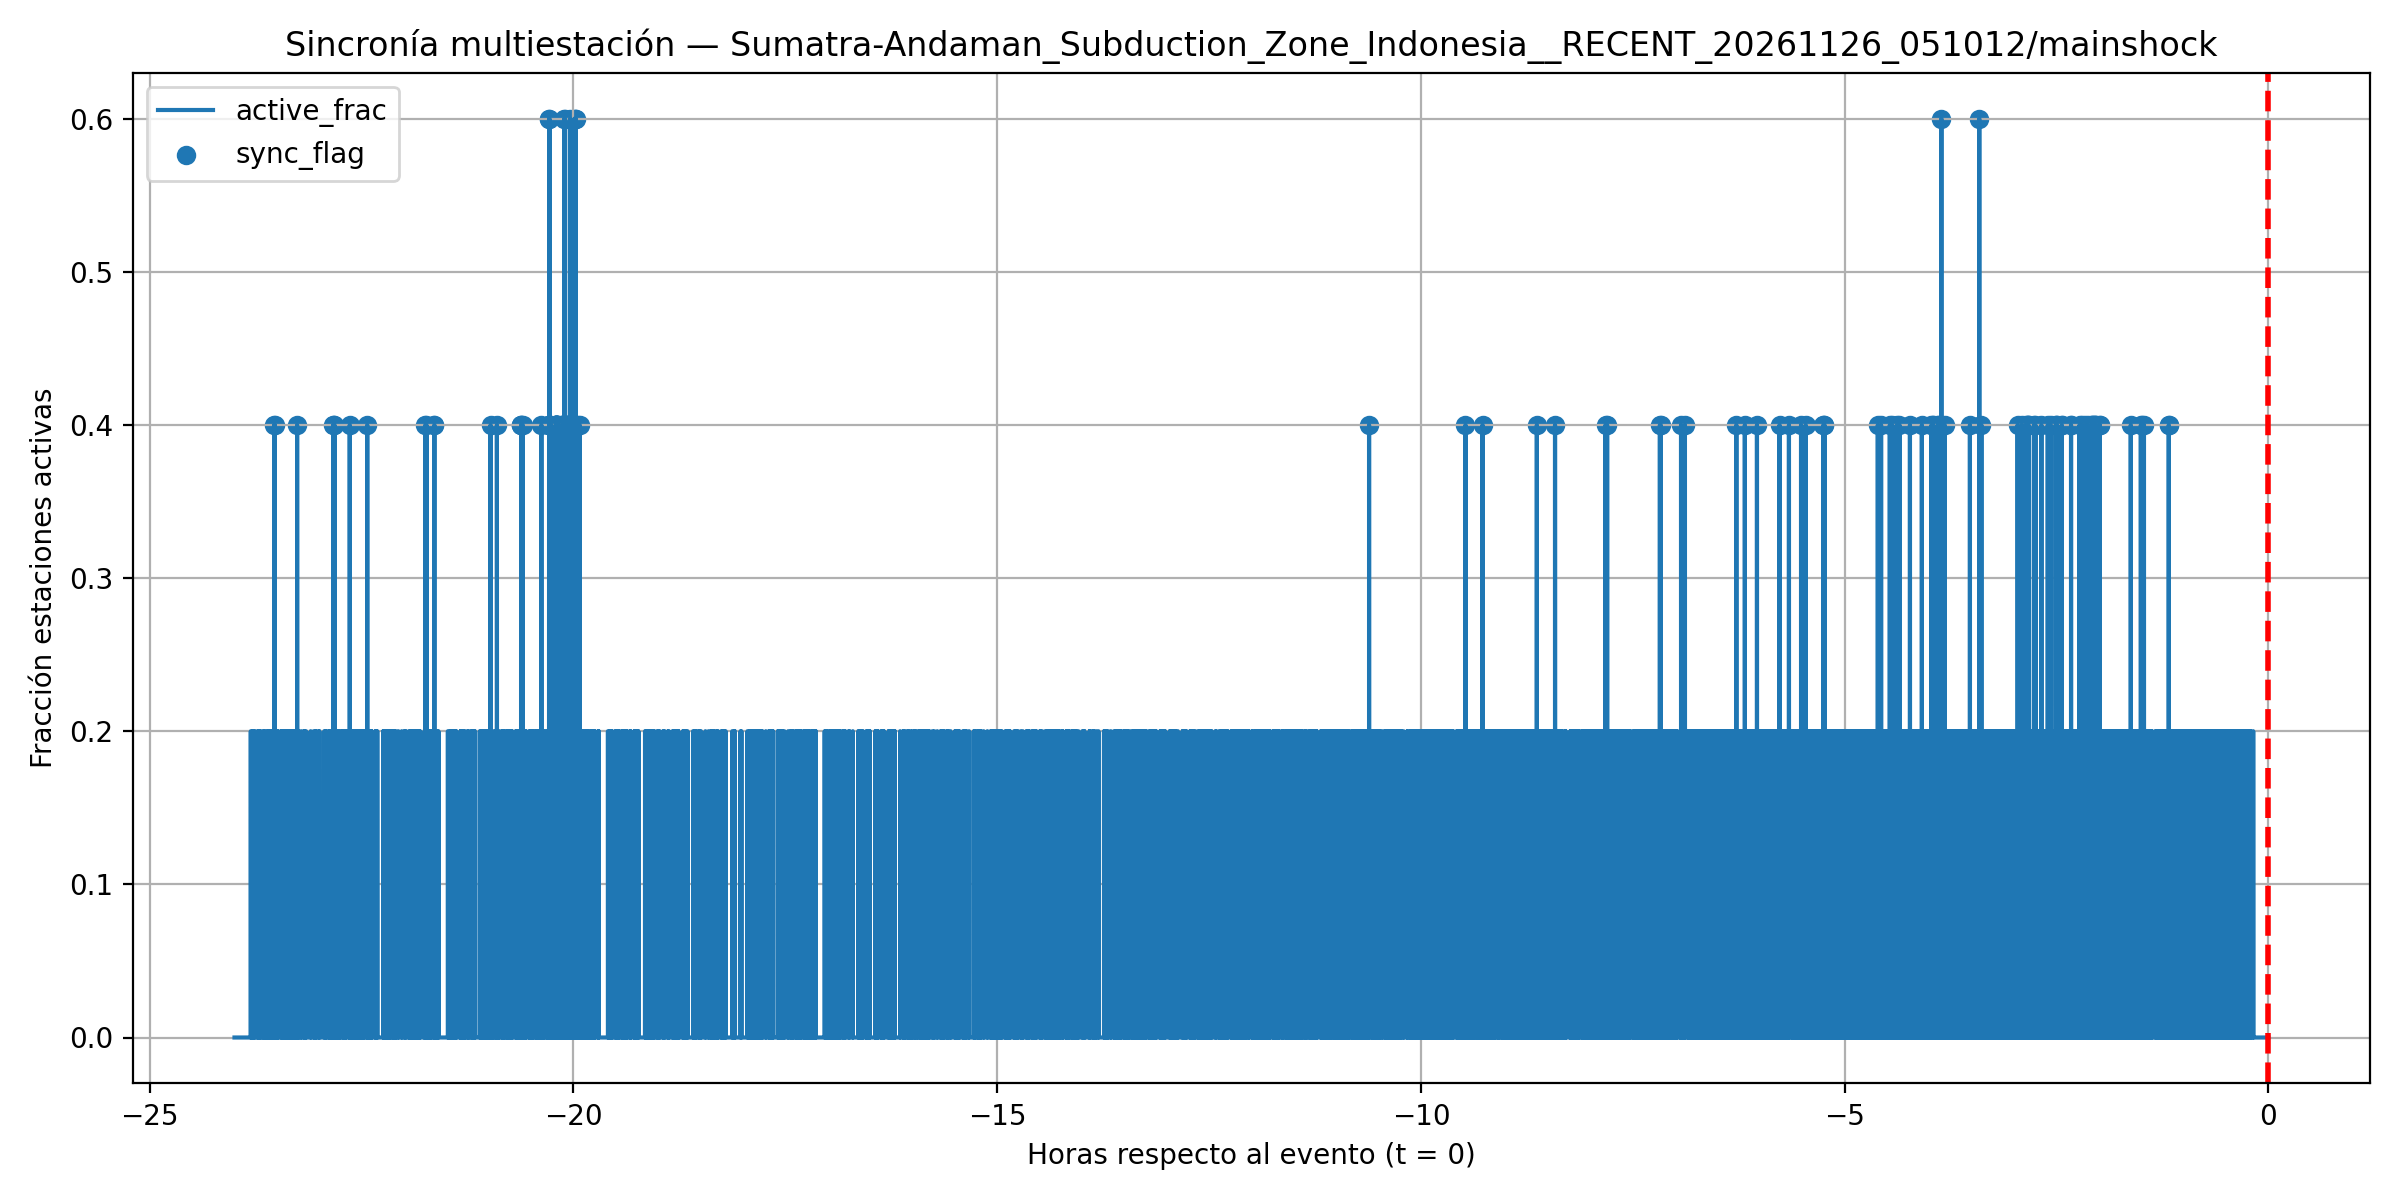 Sincronía multiestación — Sumatra-Andaman_Subduction_Zone_Indonesia__RECENT_20261126_051012/mainshock
active_frac
sync_flag
Fracción estaciones activas
0.6
0.5
0.4
0.3
0.2
0.1
0.0
−25
−20
−15
−10
−5
0
Horas respecto al evento (t = 0)